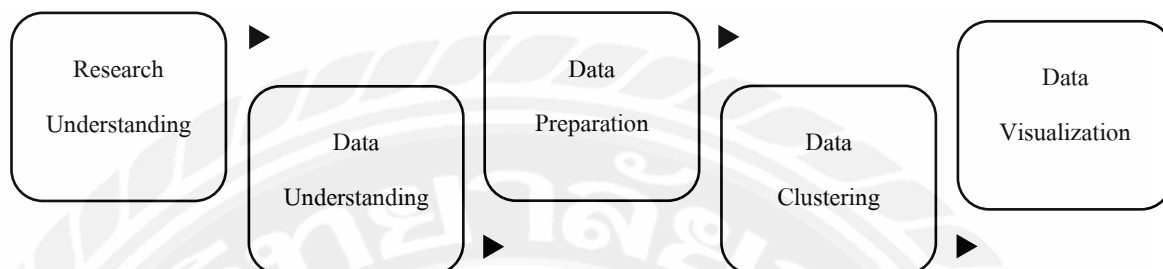 Research
Understanding
Data
Understanding
Data
Preparation
Data
Clustering
Data
Visualization